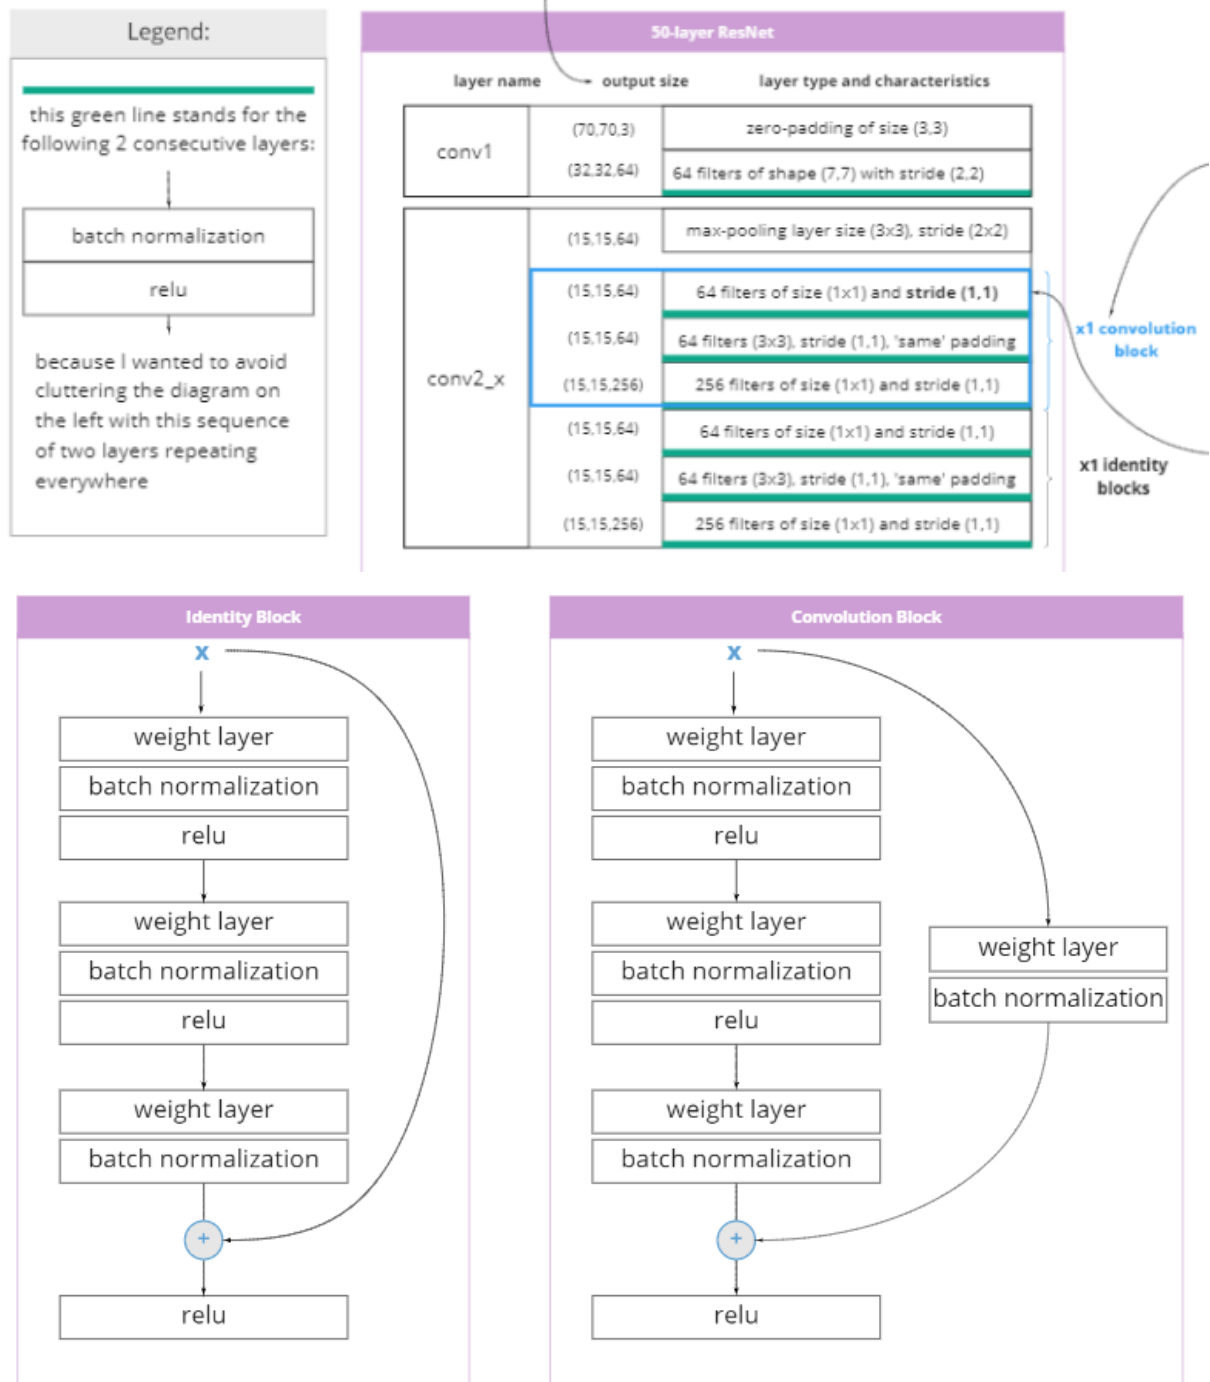 Legend:
this green line stands for the
following 2 consecutive layers:
batch normalization
relu
because I wanted to avoid
cluttering the diagram on
the left with this sequence
of two layers repeating
everywhere
50-layer ResNet
layer name
output size
layer type and characteristics
conv1
(70,70,3)
zero-padding of size (3,3)
(32,32,64)
64 filters of shape (7,7) with stride (2,2)
conv2_x
(15,15,64)
max-pooling layer size (3x3), stride (2x2)
(15,15,64)
64 filters of size (1x1) and stride (1,1)
(15,15,64)
64 filters (3x3), stride (1,1), 'same' padding
(15,15,256)
256 filters of size (1x1) and stride (1,1)
(15,15,64)
64 filters of size (1x1) and stride (1,1)
(15,15,64)
64 filters (3x3), stride (1,1), 'same' padding
(15,15,256)
256 filters of size (1x1) and stride (1,1)
x1 convolution
block
x1 identity
blocks
Identity Block
x
weight layer
batch normalization
relu
weight layer
batch normalization
relu
weight layer
batch normalization
+
relu
Convolution Block
x
weight layer
batch normalization
relu
weight layer
batch normalization
relu
weight layer
batch normalization
weight layer
batch normalization
+
relu